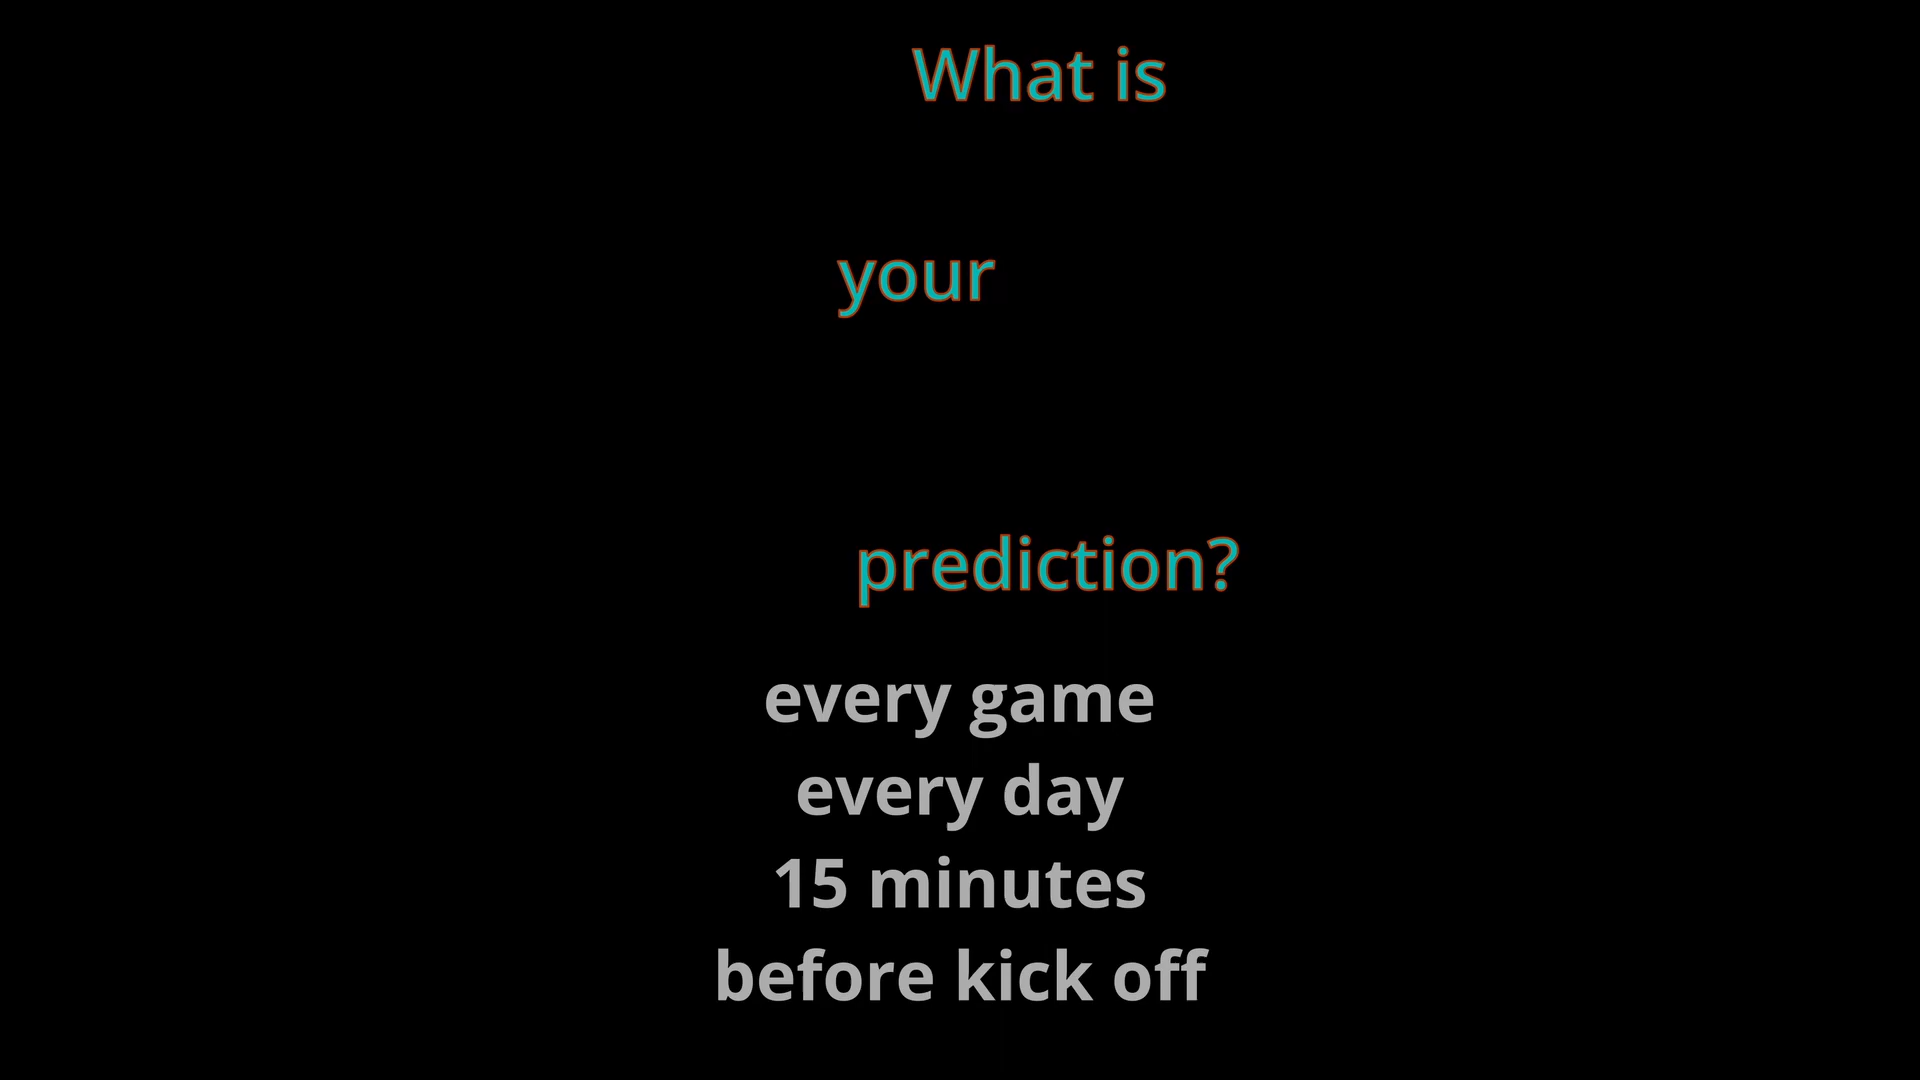 What is
your
prediction?
every game
every day
15 minutes
before kick off